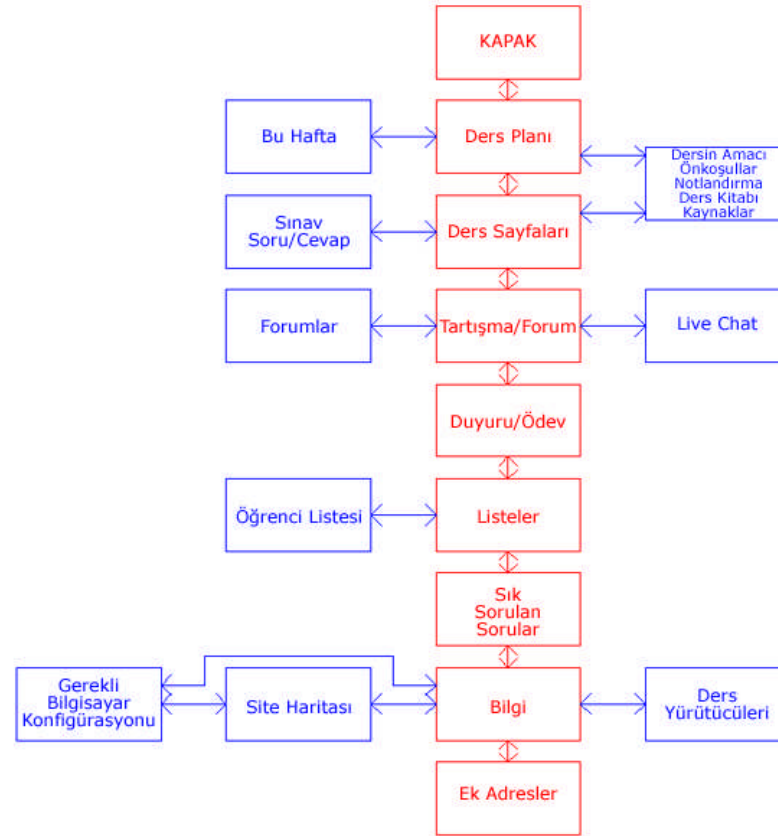 KAPAK
Bu Hafta
Ders Planı
Dersin Amacı
Önkoşullar
Notlandırma
Ders Kitabı
Kaynaklar
Sınav
Soru/Cevap
Ders Sayfaları
Forumlar
Tartışma/Forum
Live Chat
Duyuru/Ödev
Öğrenci Listesi
Listeler
Sık
Sorulan
Sorular
Gerekli
Bilgisayar
Konfigürasyonu
Site Haritası
Bilgi
Ders
Yürütücüleri
Ek Adresler